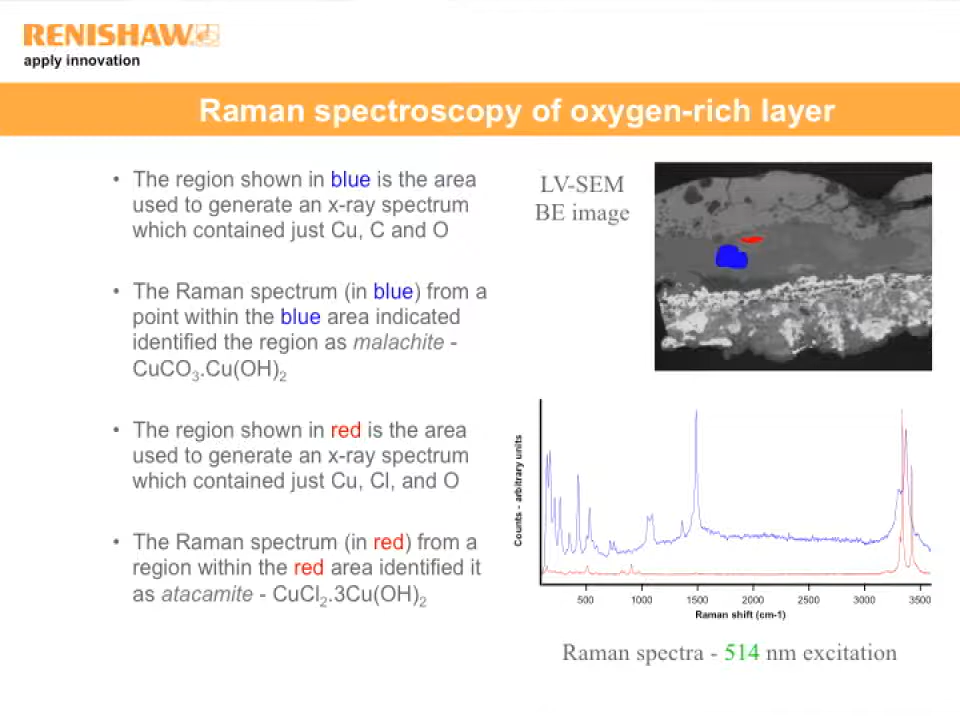 RENISHAW
apply innovation
Raman spectroscopy of oxygen-rich layer
• The region shown in blue is the area
used to generate an x-ray spectrum
which contained just Cu, C and O
• The Raman spectrum (in blue) from a
point within the blue area indicated
identified the region as malachite -
CuCO₃.Cu(OH)₂
• The region shown in red is the area
used to generate an x-ray spectrum
which contained just Cu, Cl, and O
• The Raman spectrum (in red) from a
region within the red area identified it
as atacamite - CuCl₂.3Cu(OH)₂
LV-SEM
BE image
Counts - arbitrary units
500 1000 1500 2000 2500 3000 3500
Raman shift (cm-1)
Raman spectra - 514 nm excitation